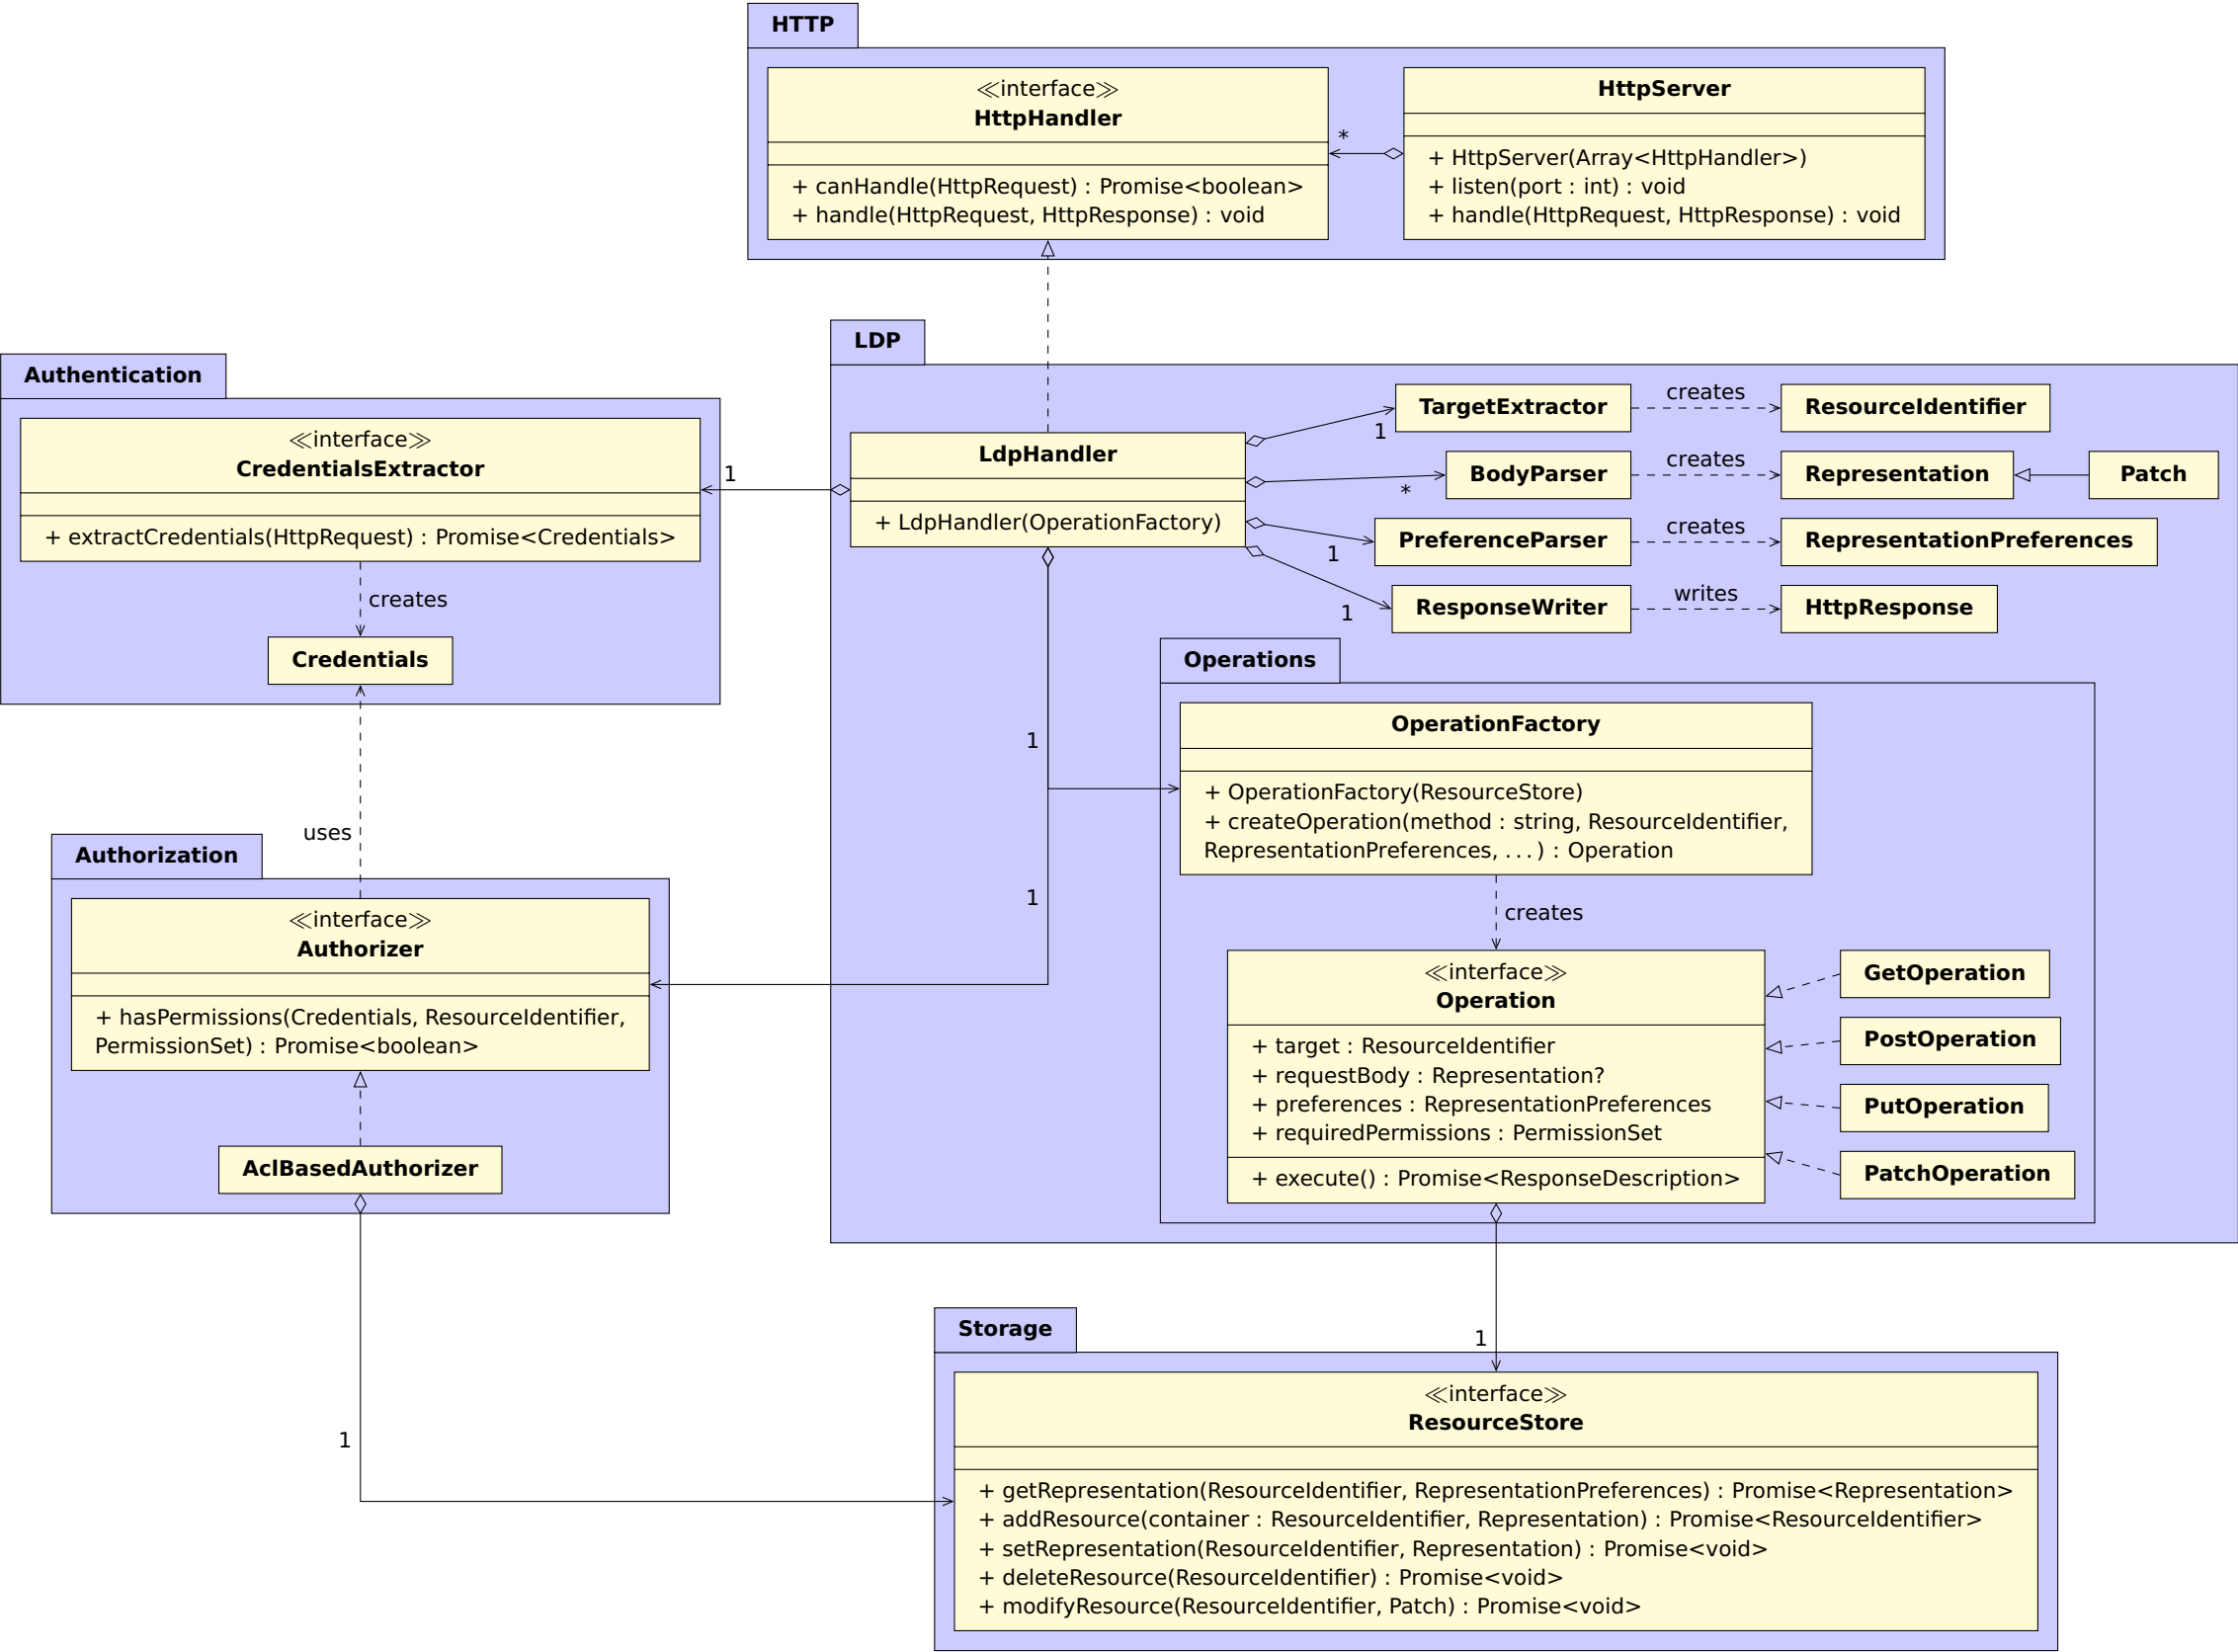 HTTP
≪interface≫
HttpHandler
+ canHandle(HttpRequest) : Promise<boolean>
+ handle(HttpRequest, HttpResponse) : void
*
HttpServer
+ HttpServer(Array<HttpHandler>)
+ listen(port : int) : void
+ handle(HttpRequest, HttpResponse) : void
Authentication
≪interface≫
CredentialsExtractor
+ extractCredentials(HttpRequest) : Promise<Credentials>
creates
Credentials
1
LDP
LdpHandler
+ LdpHandler(OperationFactory)
1
TargetExtractor
creates
ResourceIdentifier
*
BodyParser
creates
Representation
Patch
1
PreferenceParser
creates
RepresentationPreferences
1
ResponseWriter
writes
HttpResponse
1
1
Operations
OperationFactory
+ OperationFactory(ResourceStore)
+ createOperation(method : string, ResourceIdentifier,
RepresentationPreferences, ...) : Operation
creates
≪interface≫
Operation
+ target : ResourceIdentifier
+ requestBody : Representation?
+ preferences : RepresentationPreferences
+ requiredPermissions : PermissionSet
+ execute() : Promise<ResponseDescription>
GetOperation
PostOperation
PutOperation
PatchOperation
uses
Authorization
≪interface≫
Authorizer
+ hasPermissions(Credentials, ResourceIdentifier,
PermissionSet) : Promise<boolean>
AclBasedAuthorizer
1
1
Storage
≪interface≫
ResourceStore
+ getRepresentation(ResourceIdentifier, RepresentationPreferences) : Promise<Representation>
+ addResource(container : ResourceIdentifier, Representation) : Promise<ResourceIdentifier>
+ setRepresentation(ResourceIdentifier, Representation) : Promise<void>
+ deleteResource(ResourceIdentifier) : Promise<void>
+ modifyResource(ResourceIdentifier, Patch) : Promise<void>